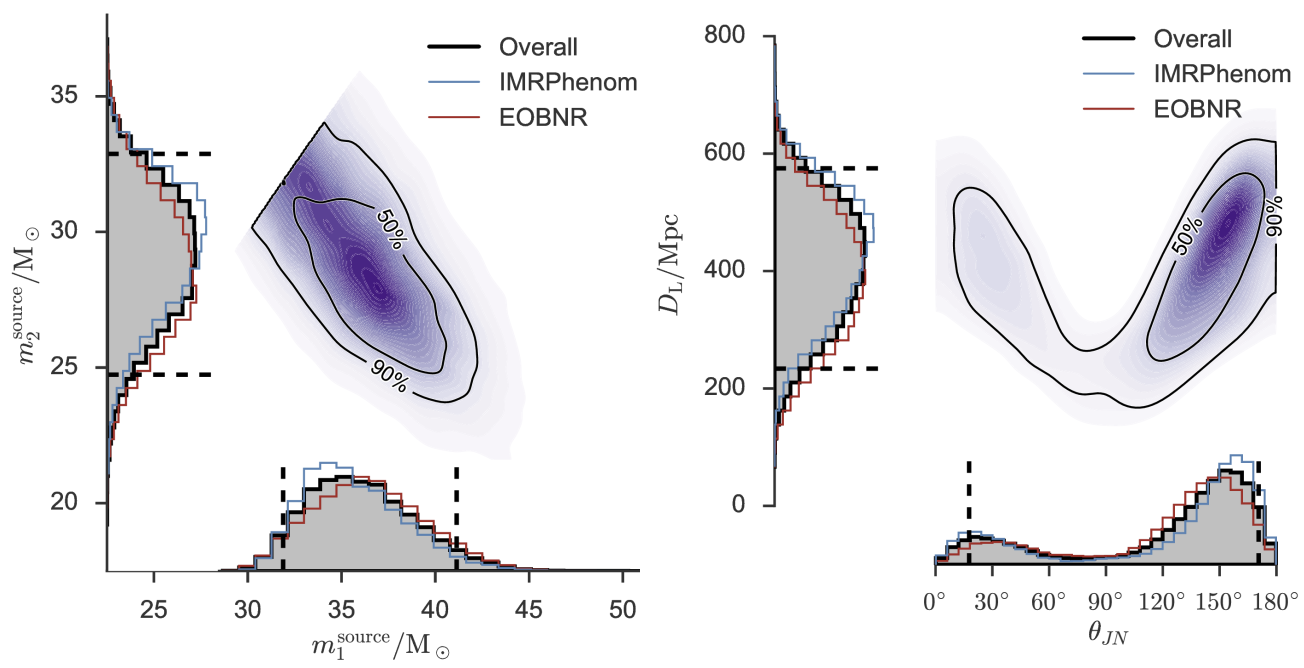 Overall
IMRPhenom
EOBNR
35
30
25
20
m₂^source/M⊙
50%
90%
25 30 35 40 45 50
m₁^source/M⊙
Overall
IMRPhenom
EOBNR
800
600
400
200
0
D_L/Mpc
50%
90%
0° 30° 60° 90° 120° 150° 180°
θ_JN